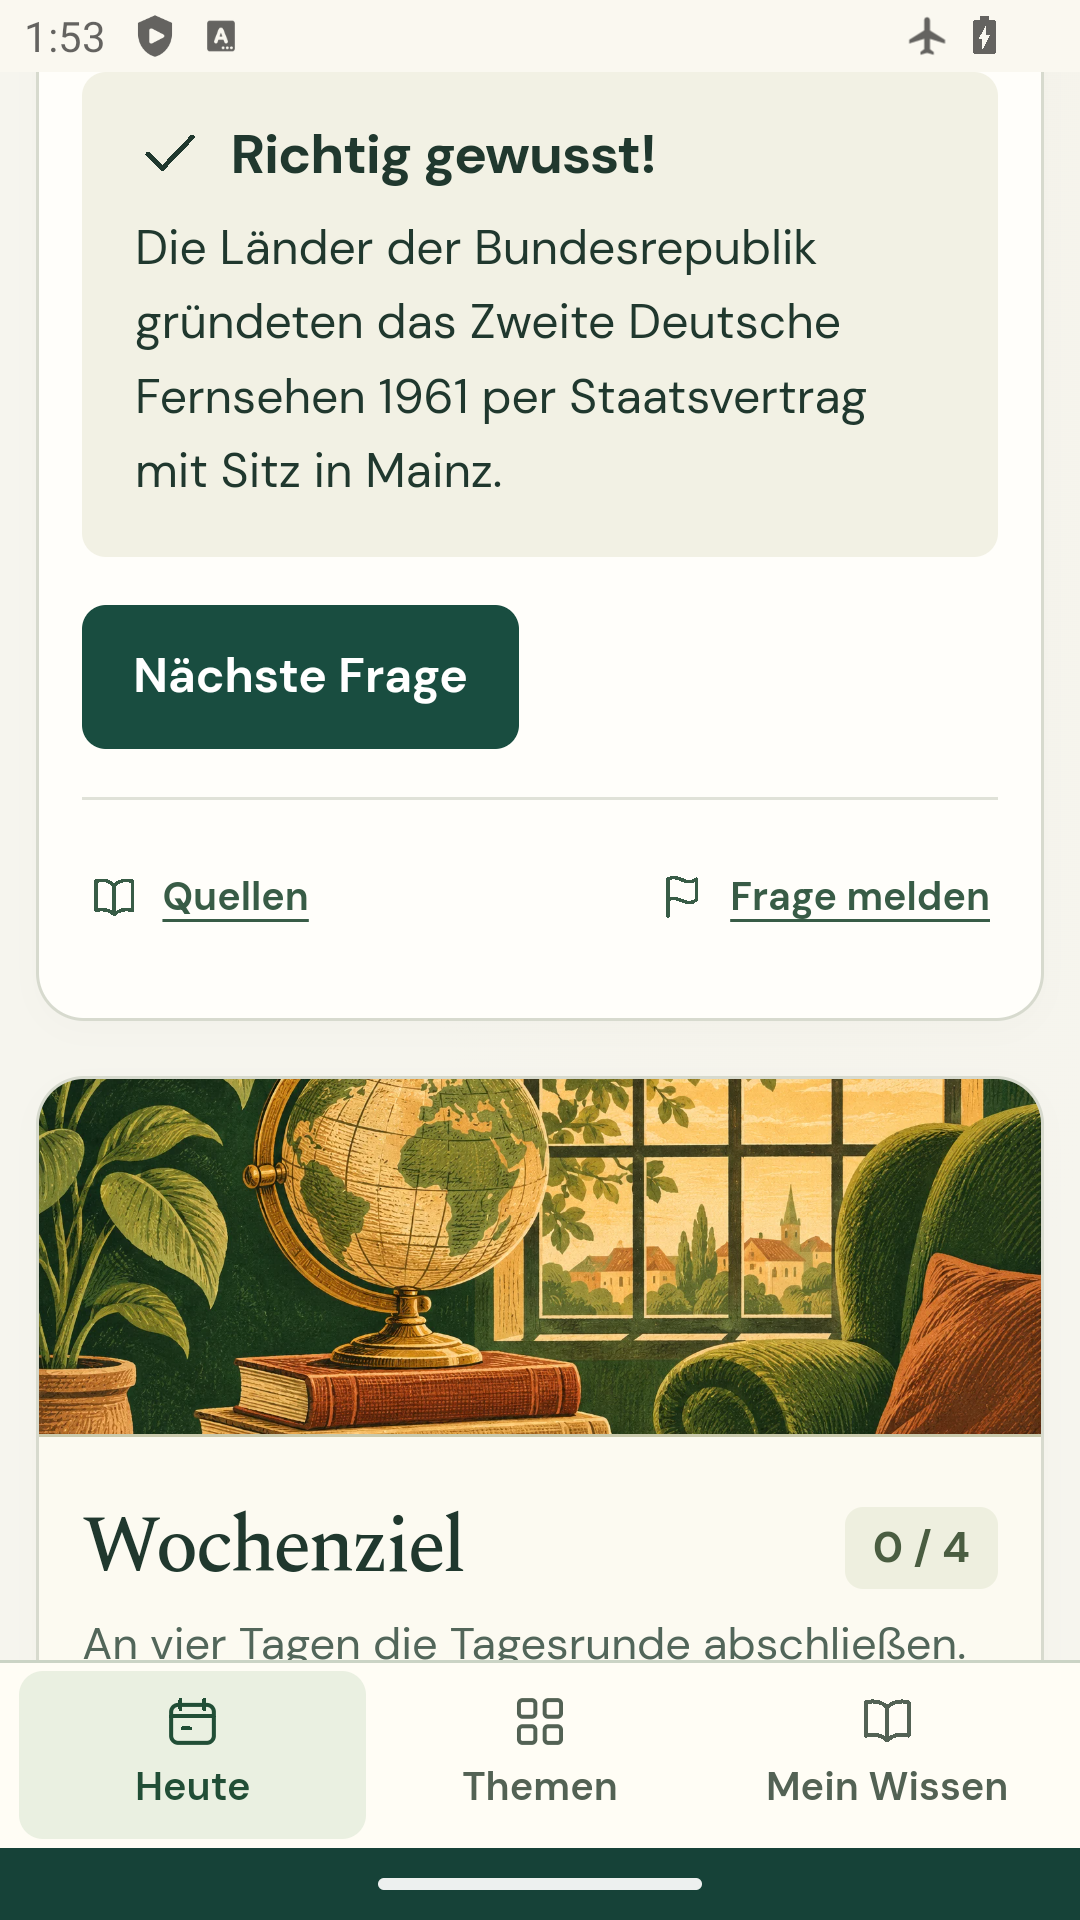 1:53
Richtig gewusst!
Die Länder der Bundesrepublik
gründeten das Zweite Deutsche
Fernsehen 1961 per Staatsvertrag
mit Sitz in Mainz.
Nächste Frage
Quellen
Frage melden
Wochenziel
0 / 4
An vier Tagen die Tagesrunde abschließen.
Heute
Themen
Mein Wissen